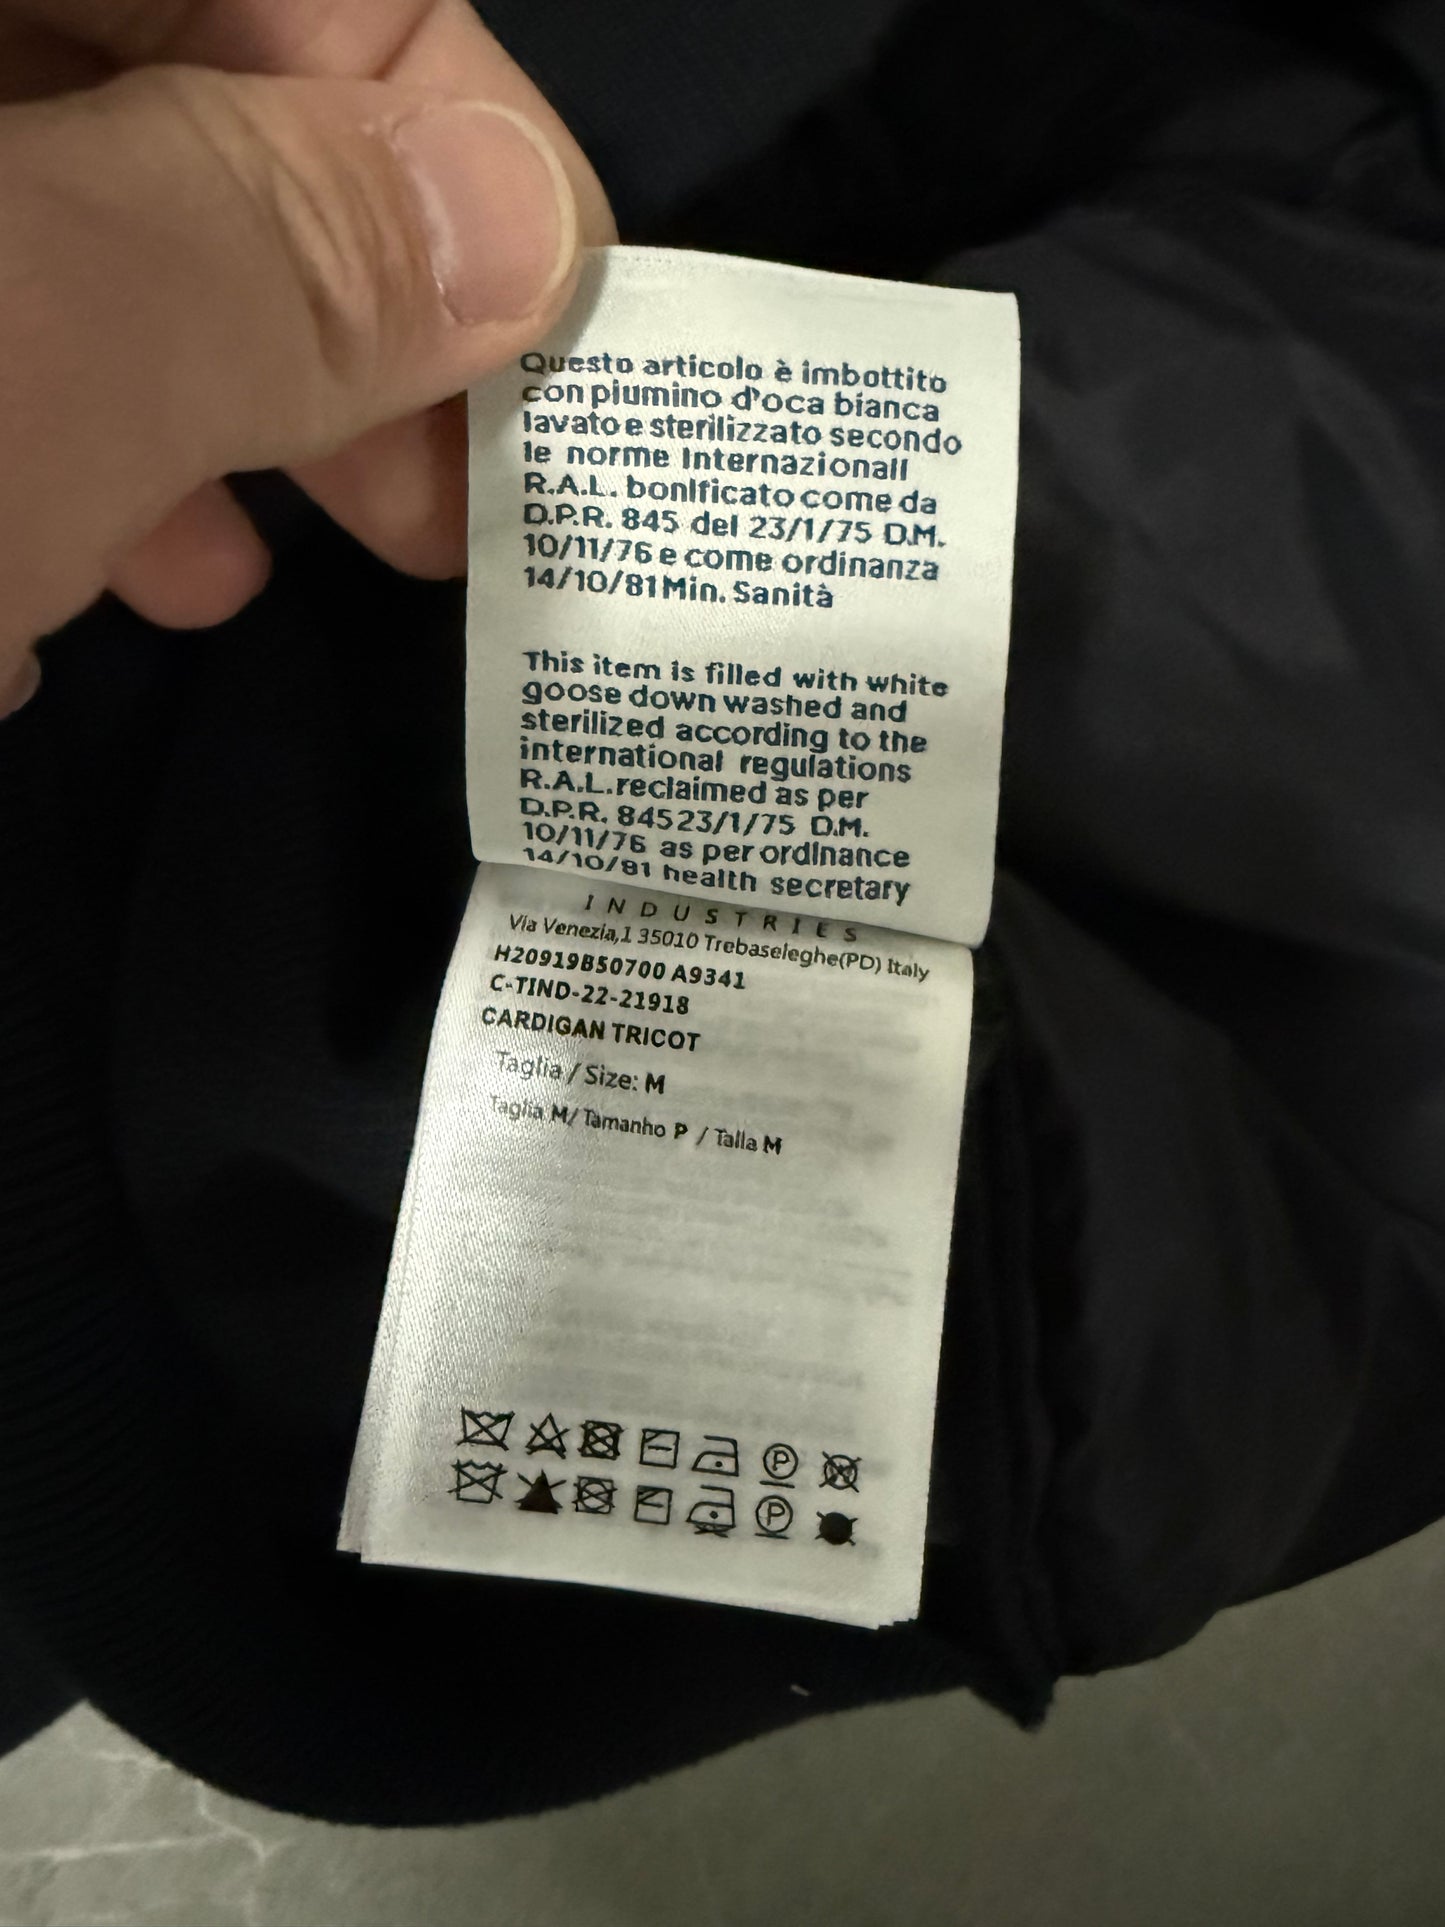 Questo articolo è imbottito
con piumino d'oca bianca
lavato e sterilizzato secondo
le norme Internazionali
R.A.L. bonificato come da
D.P.R. 845 del 23/1/75 D.M.
10/11/76 e come ordinanza
14/10/81 Min. Sanità
This item is filled with white
goose down washed and
sterilized according to the
international regulations
R.A.L. reclaimed as per
D.P.R. 845 23/1/75 D.M.
10/11/76 as per ordinance
14/10/81 health secretary
INDUSTRIES
Via Venezia,1 35010 Trebaseleghe(PD) Italy
H20919B50700 A9341
C-TIND-22-21918
CARDIGAN TRICOT
Taglia / Size: M
Taglia M/ Tamanho P / Talla M
P
P